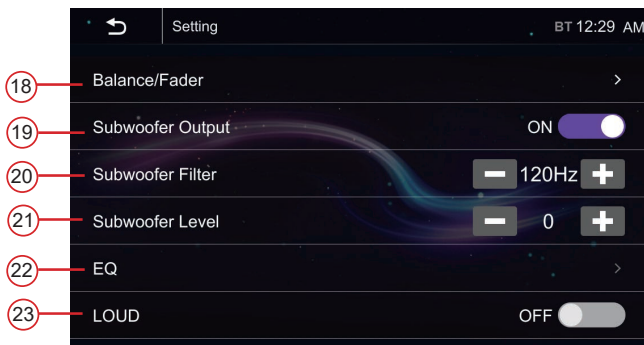 Setting BT 12:29 AM
18 Balance/Fader >
19 Subwoofer Output ON
20 Subwoofer Filter − 120Hz +
21 Subwoofer Level − 0 +
22 EQ >
23 LOUD OFF